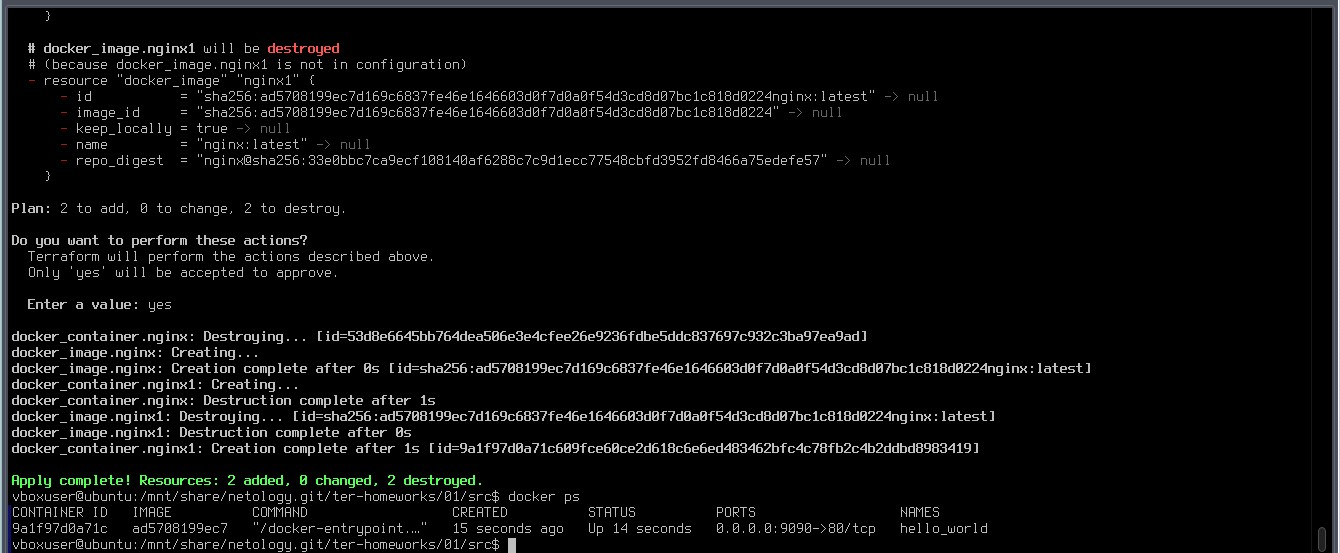 }
# docker_image.nginx1 will be destroyed
# (because docker_image.nginx1 is not in configuration)
- resource "docker_image" "nginx1" {
- id           = "sha256:ad5708199ec7d169c6837fe46e1646603d0f7d0a0f54d3cd8d07bc1c818d0224nginx:latest" -> null
- image_id     = "sha256:ad5708199ec7d169c6837fe46e1646603d0f7d0a0f54d3cd8d07bc1c818d0224" -> null
- keep_locally = true -> null
- name         = "nginx:latest" -> null
- repo_digest  = "nginx@sha256:33e0bbc7ca9ecf108140af6288c7c9d1ecc77548cbfd3952fd8466a75edefe57" -> null
}
Plan: 2 to add, 0 to change, 2 to destroy.
Do you want to perform these actions?
Terraform will perform the actions described above.
Only 'yes' will be accepted to approve.
Enter a value: yes
docker_container.nginx: Destroying... [id=53d8e6645bb764dea506e3e4cfee26e9236fdbe5ddc837697c932c3ba97ea9ad]
docker_image.nginx: Creating...
docker_image.nginx: Creation complete after 0s [id=sha256:ad5708199ec7d169c6837fe46e1646603d0f7d0a0f54d3cd8d07bc1c818d0224nginx:latest]
docker_container.nginx1: Creating...
docker_container.nginx: Destruction complete after 1s
docker_image.nginx1: Destroying... [id=sha256:ad5708199ec7d169c6837fe46e1646603d0f7d0a0f54d3cd8d07bc1c818d0224nginx:latest]
docker_image.nginx1: Destruction complete after 0s
docker_container.nginx1: Creation complete after 1s [id=9a1f97d0a71c609fce60ce2d618c6e6ed483462bfc4c78fb2c4b2ddbd8983419]
Apply complete! Resources: 2 added, 0 changed, 2 destroyed.
vboxuser@ubuntu:/mnt/share/netology.git/ter-homeworks/01/src$ docker ps
CONTAINER ID   IMAGE          COMMAND                  CREATED          STATUS          PORTS                  NAMES
9a1f97d0a71c   ad5708199ec7   "/docker-entrypoint.…"   15 seconds ago   Up 14 seconds   0.0.0.0:9090->80/tcp   hello_world
vboxuser@ubuntu:/mnt/share/netology.git/ter-homeworks/01/src$